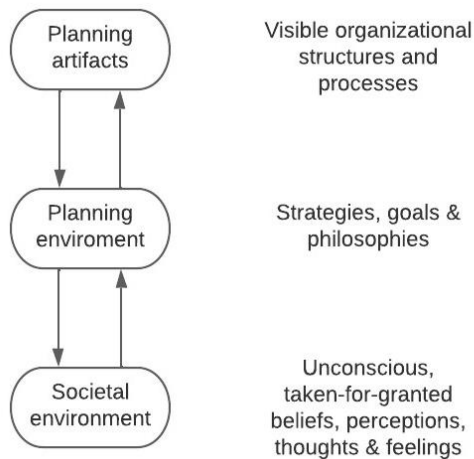 Planning
artifacts
Visible organizational
structures and
processes
Planning
enviroment
Strategies, goals &
philosophies
Societal
environment
Unconscious,
taken-for-granted
beliefs, perceptions,
thoughts & feelings